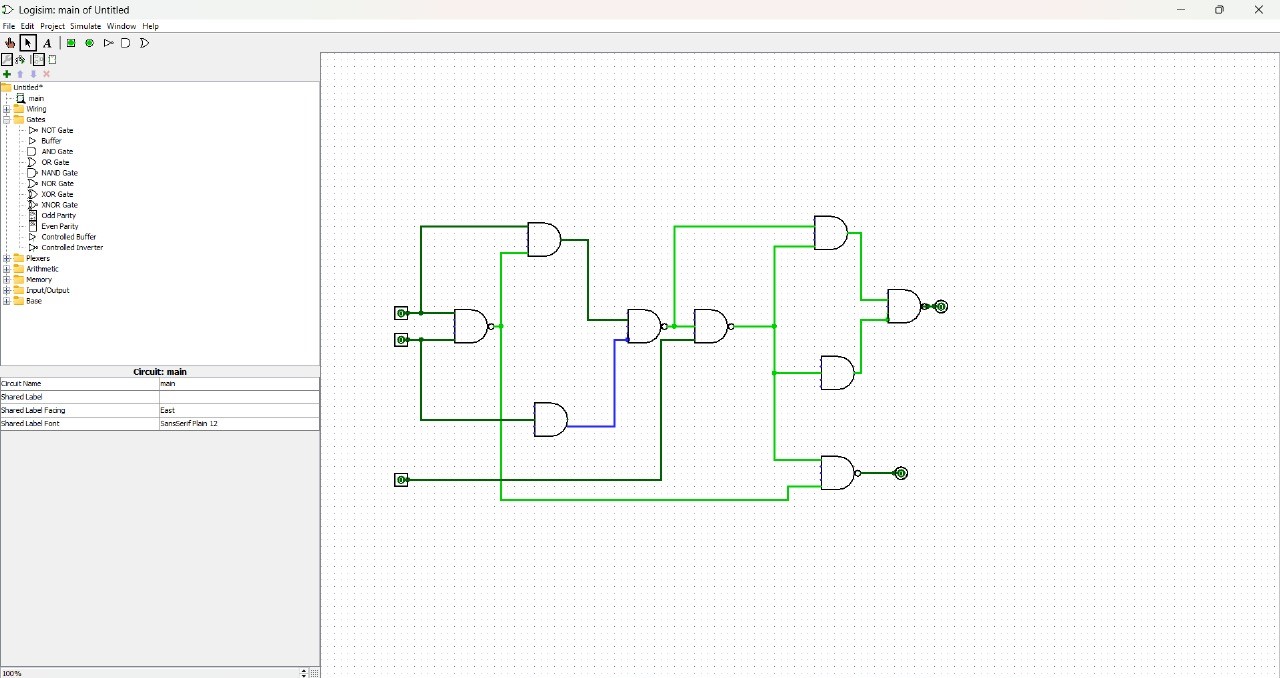 Logisim: main of Untitled
File Edit Project Simulate Window Help
A
Untitled*
main
Wiring
Gates
NOT Gate
Buffer
AND Gate
OR Gate
NAND Gate
NOR Gate
XOR Gate
XNOR Gate
Odd Parity
Even Parity
Controlled Buffer
Controlled Inverter
Plexers
Arithmetic
Memory
Input/Output
Base
Circuit: main
Circuit Name main
Shared Label
Shared Label Facing East
Shared Label Font SansSerif Plain 12
100%
0
0
0
0
0